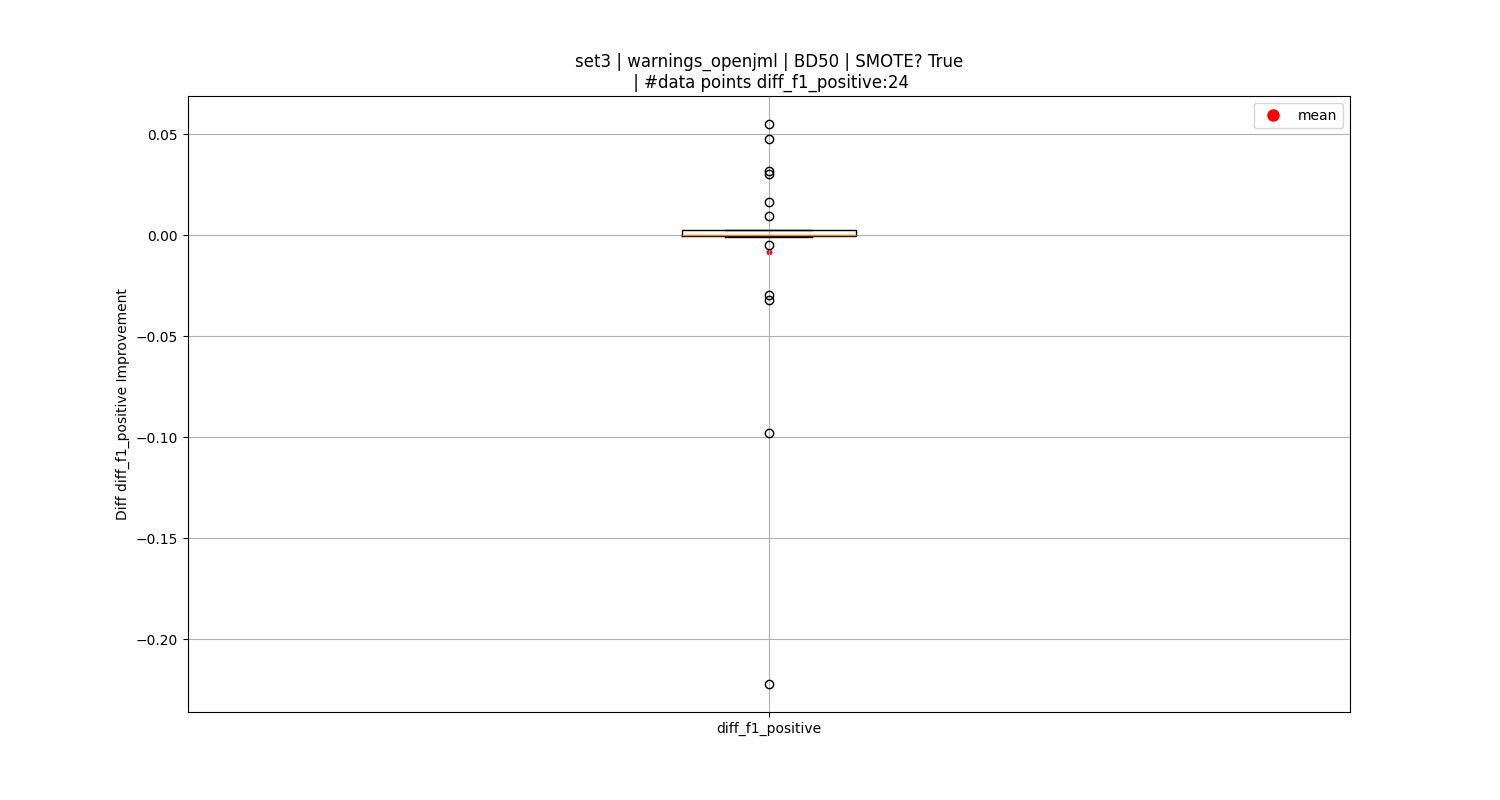 set3 | warnings_openjml | BD50 | SMOTE? True
| #data points diff_f1_positive:24
mean
0.05
0.00
−0.05
−0.10
−0.15
−0.20
Diff diff_f1_positive Improvement
diff_f1_positive